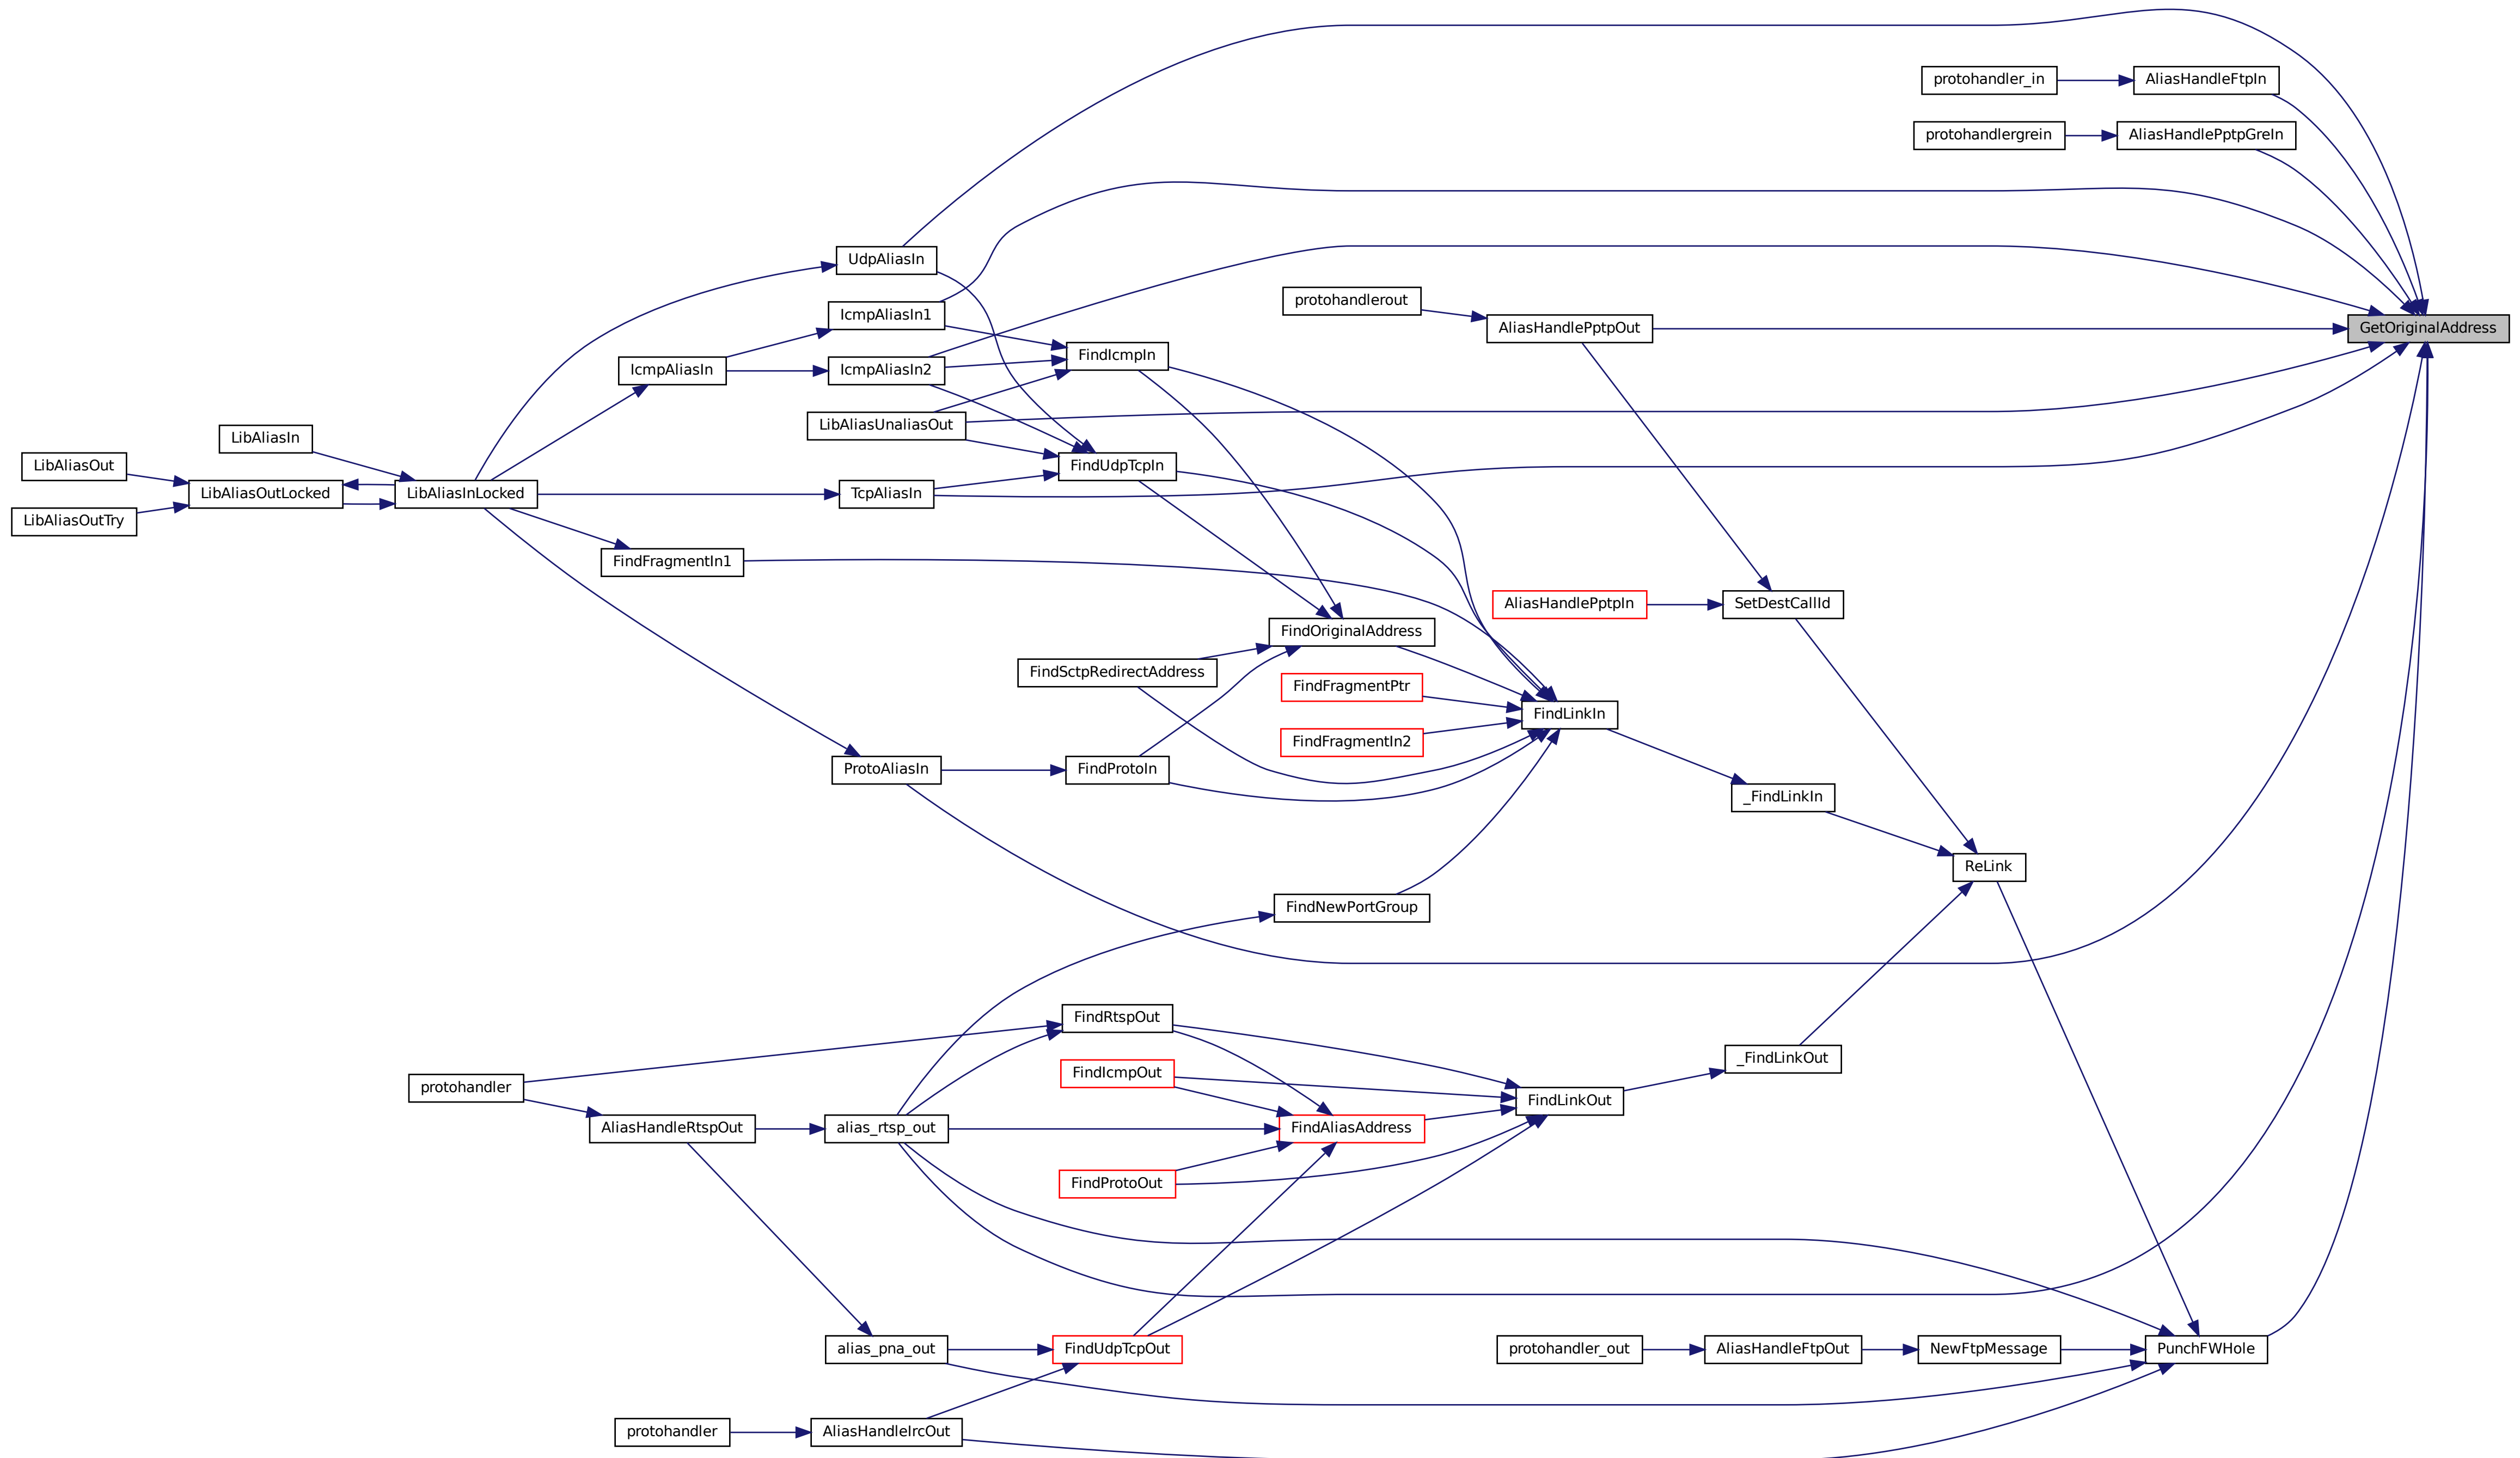 protohandler_in
AliasHandleFtpIn
protohandlergrein
AliasHandlePptpGreIn
UdpAliasIn
protohandlerout
IcmpAliasIn1
AliasHandlePptpOut
GetOriginalAddress
FindIcmpIn
IcmpAliasIn
IcmpAliasIn2
LibAliasUnaliasOut
LibAliasIn
LibAliasOut
FindUdpTcpIn
LibAliasOutLocked
LibAliasInLocked
TcpAliasIn
LibAliasOutTry
FindFragmentIn1
AliasHandlePptpIn
SetDestCallId
FindOriginalAddress
FindSctpRedirectAddress
FindFragmentPtr
FindLinkIn
FindFragmentIn2
ProtoAliasIn
FindProtoIn
_FindLinkIn
ReLink
FindNewPortGroup
FindRtspOut
_FindLinkOut
FindIcmpOut
protohandler
FindLinkOut
AliasHandleRtspOut
alias_rtsp_out
FindAliasAddress
FindProtoOut
alias_pna_out
FindUdpTcpOut
protohandler_out
AliasHandleFtpOut
NewFtpMessage
PunchFWHole
protohandler
AliasHandleIrcOut